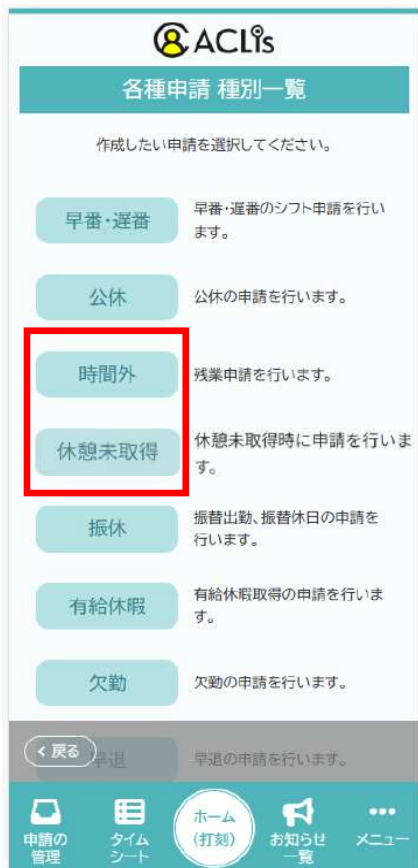 ACLiS
各種申請 種別一覧
作成したい申請を選択してください。
早番・遅番
早番・遅番のシフト申請を行い
ます。
公休
公休の申請を行います。
時間外
残業申請を行います。
休憩未取得
休憩未取得時に申請を行いま
す。
振休
振替出勤、振替休日の申請を
行います。
有給休暇
有給休暇取得の申請を行いま
す。
欠勤
欠勤の申請を行います。
< 戻る
早退
早退の申請を行います。
申請の
管理
タイム
シート
ホーム
(打刻)
お知らせ
一覧
メニュー